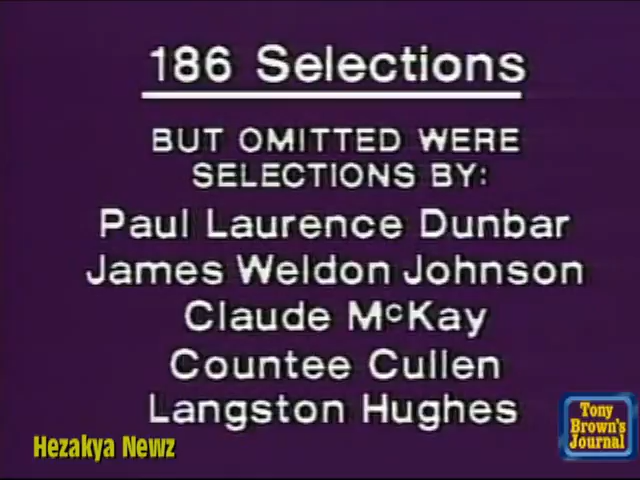 186 Selections
BUT OMITTED WERE
SELECTIONS BY:
Paul Laurence Dunbar
James Weldon Johnson
Claude McKay
Countee Cullen
Langston Hughes
Tony
Brown's
Journal
Hezakya Newz